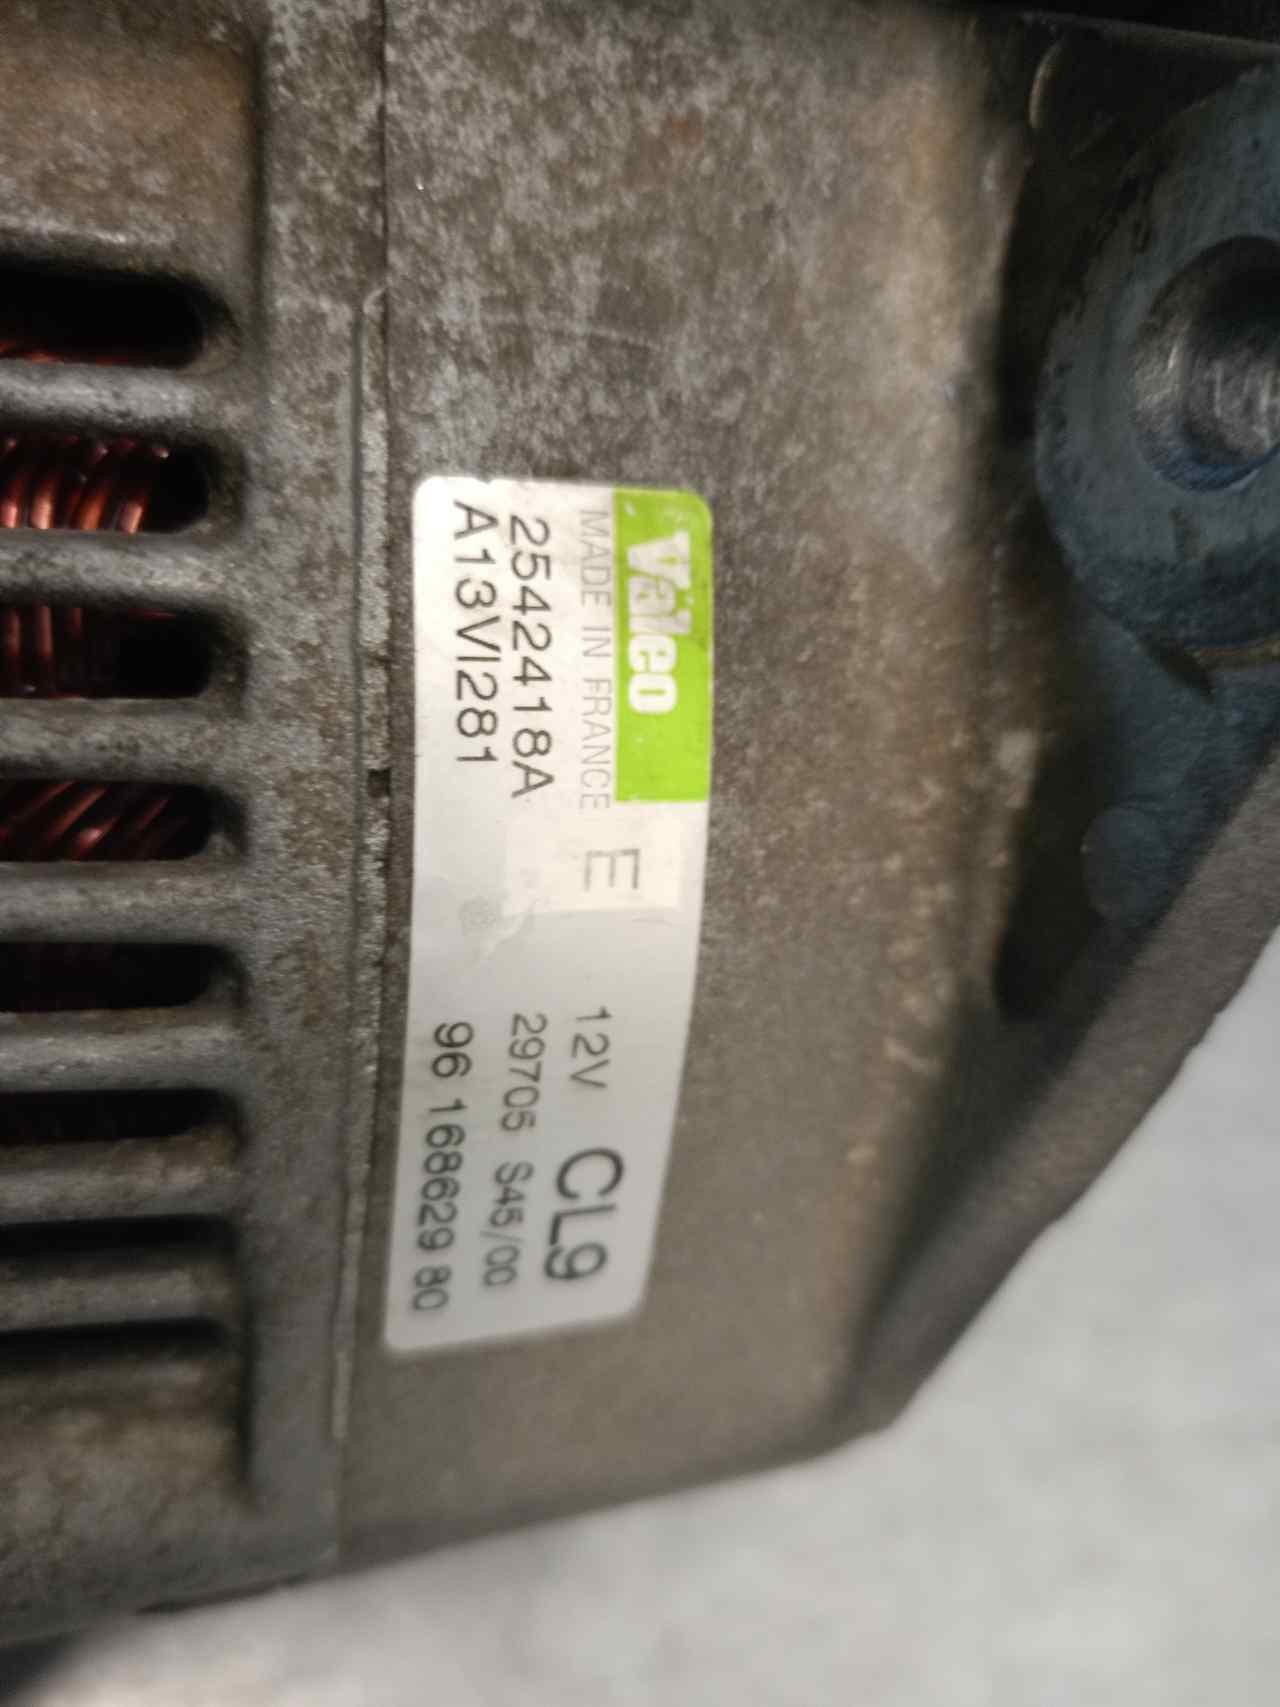 Valeo
MADE IN FRANCE
E
2542418A
A13VI281
12V CL9
29705 S45/00
96 168629 80